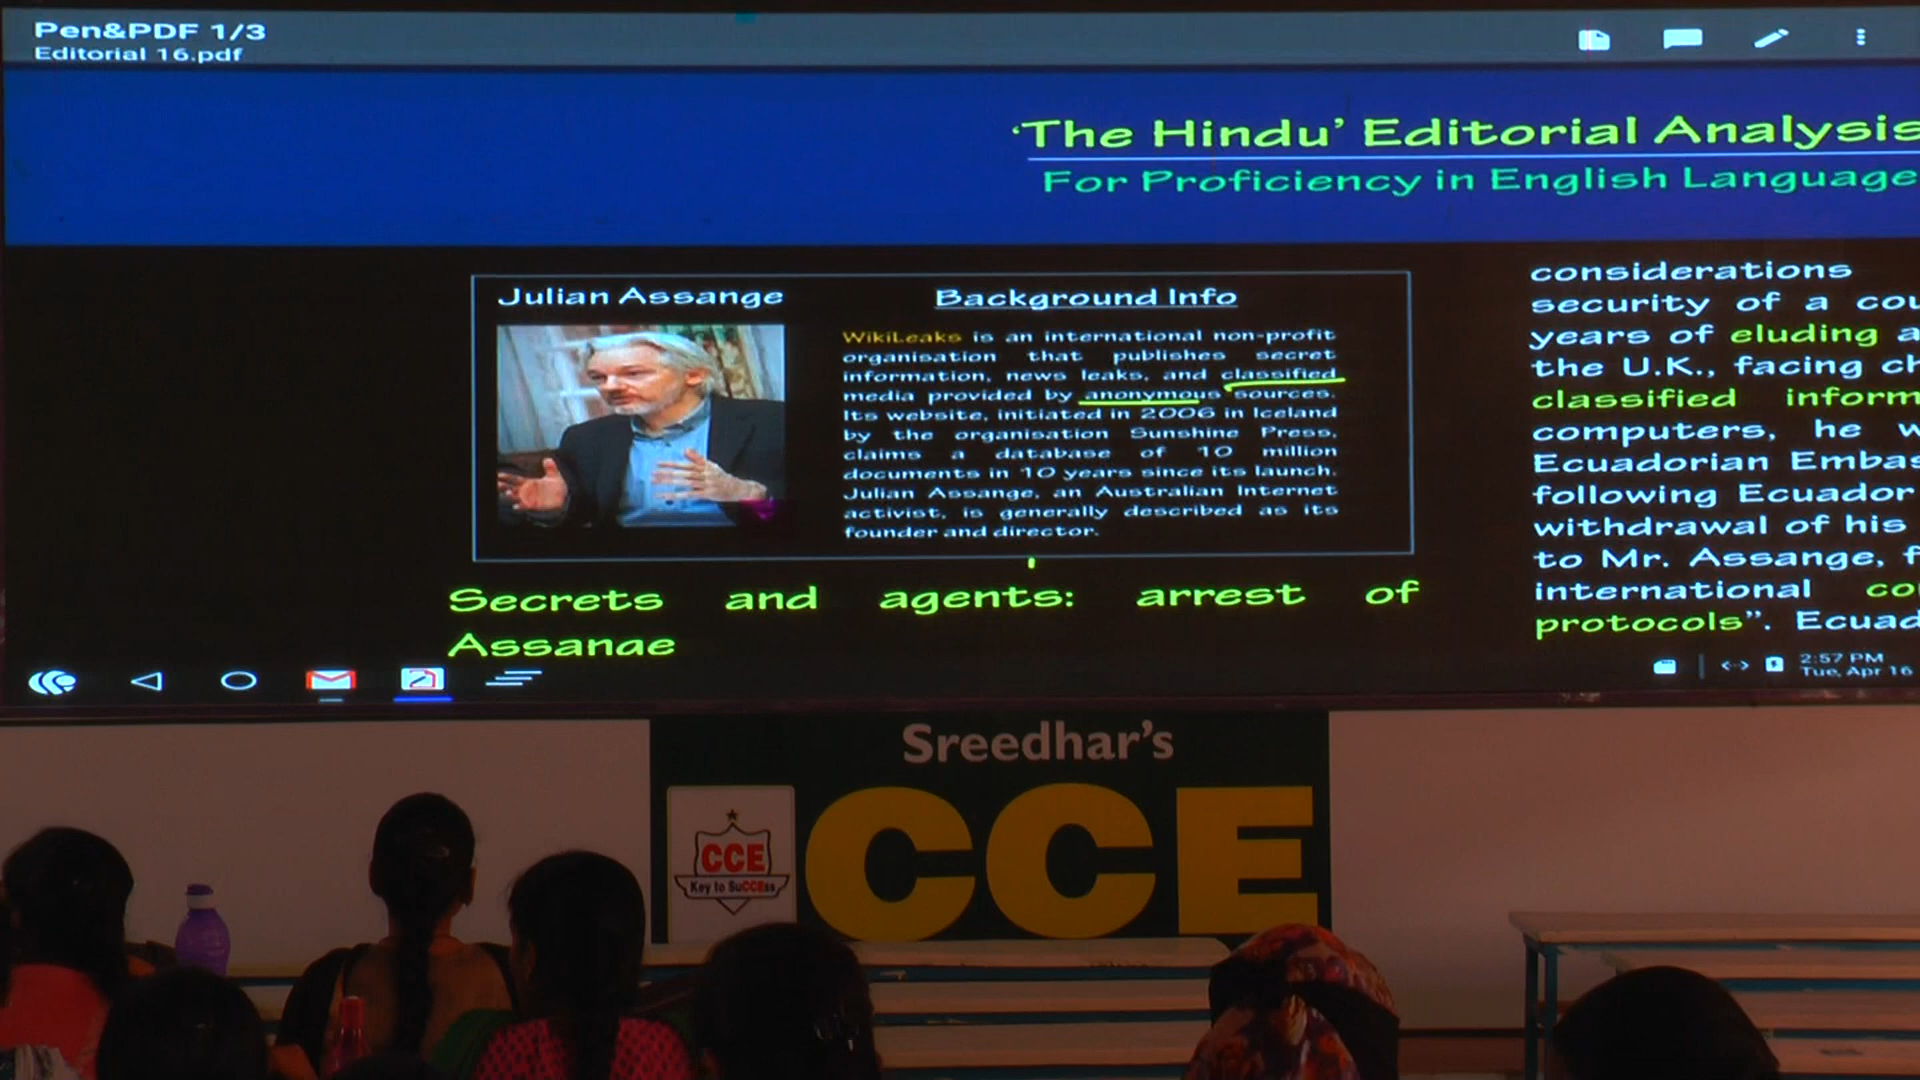 Pen&PDF 1/3
Editorial 16.pdf
‘The Hindu’ Editorial Analysis
For Proficiency in English Language
Julian Assange
Background Info
WikiLeaks is an international non-profit
organisation that publishes secret
information, news leaks, and classified
media provided by anonymous sources.
Its website, initiated in 2006 in Iceland
by the organisation Sunshine Press,
claims a database of 10 million
documents in 10 years since its launch.
Julian Assange, an Australian Internet
activist, is generally described as its
founder and director.
Secrets and agents: arrest of
Assange
considerations
security of a
years of eluding
the U.K., facing
classified
computers, he
Ecuadorian
following Ecuador
withdrawal of his
to Mr. Assange,
international
protocols”.
2:57 PM
Tue, Apr 16
Sreedhar’s
CCE
CCE
Key to SuCCEss